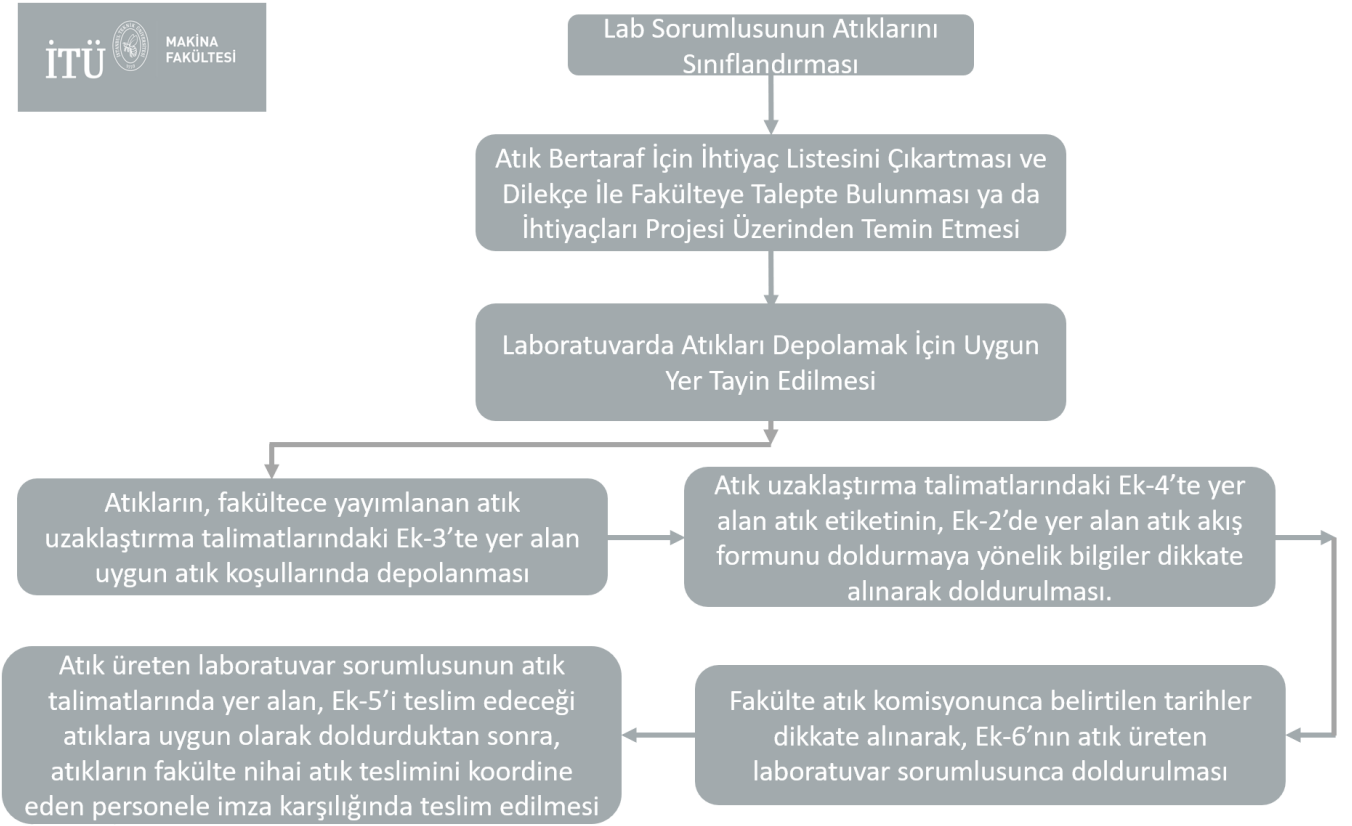 İTÜ
MAKİNA
FAKÜLTESİ
Lab Sorumlusunun Atıklarını
Sınıflandırması
Atık Bertaraf İçin İhtiyaç Listesini Çıkartması ve
Dilekçe İle Fakülteye Talepte Bulunması ya da
İhtiyaçları Projesi Üzerinden Temin Etmesi
Laboratuvarda Atıkları Depolamak İçin Uygun
Yer Tayin Edilmesi
Atıkların, fakültece yayımlanan atık
uzaklaştırma talimatlarındaki Ek-3’te yer alan
uygun atık koşullarında depolanması
Atık uzaklaştırma talimatlarındaki Ek-4’te yer
alan atık etiketinin, Ek-2’de yer alan atık akış
formunu doldurmaya yönelik bilgiler dikkate
alınarak doldurulması.
Fakülte atık komisyonunca belirtilen tarihler
dikkate alınarak, Ek-6’nın atık üreten
laboratuvar sorumlusunca doldurulması
Atık üreten laboratuvar sorumlusunun atık
talimatlarında yer alan, Ek-5’i teslim edeceği
atıklara uygun olarak doldurduktan sonra,
atıkların fakülte nihai atık teslimini koordine
eden personele imza karşılığında teslim edilmesi